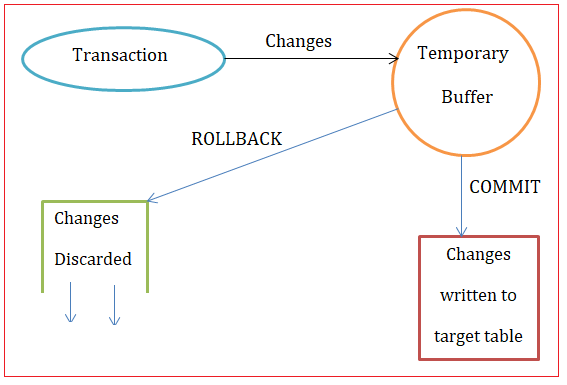 Transaction
Changes
Temporary
Buffer
ROLLBACK
COMMIT
Changes
Discarded
Changes
written to
target table